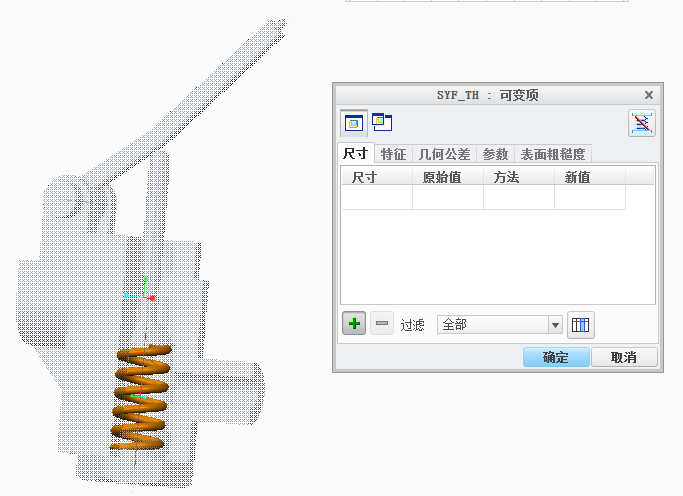 SYF_TH : 可变项
尺寸 特征 几何公差 参数 表面粗糙度
尺寸 原始值 方法 新值
过滤 全部
确定 取消